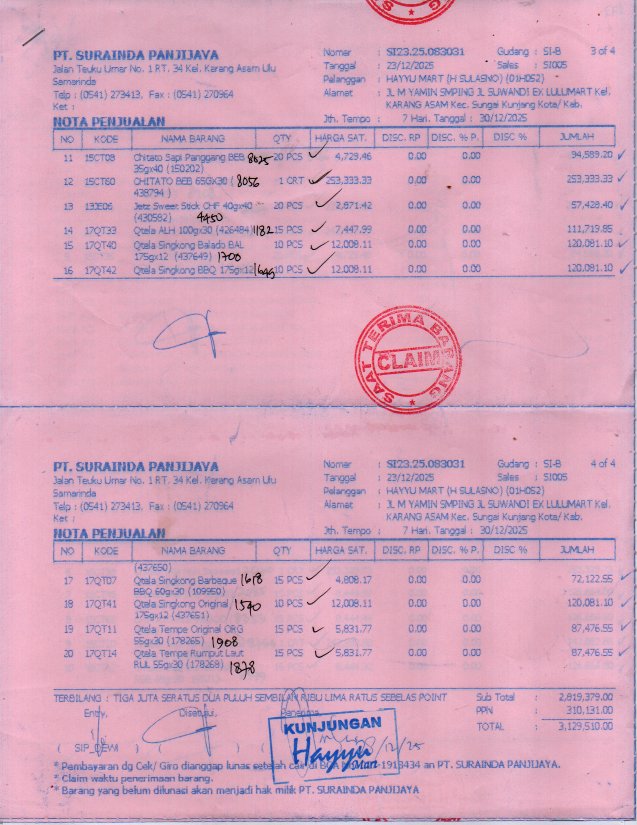 PT. SURAINDA PANJIJAYA
Jalan Teuku Umar No. 1 RT. 34 Kel. Karang Asam Ulu
Samarinda
Telp : (0541) 273413, Fax : (0541) 270964
Ket :
Nomor : SI23.25.083031 Gudang : SI-B 3 of 4
Tanggal : 23/12/2025 Sales : SI005
Pelanggan : HAYYU MART (H SULASNO) (01H052)
Alamat : JL M YAMIN SMPING JL SUWANDI EX LULUMART Kel.
KARANG ASAM Kec. Sungai Kunjang Kota/ Kab.
NOTA PENJUALAN Jth. Tempo : 7 Hari. Tanggal : 30/12/2025
NO KODE NAMA BARANG QTY HARGA SAT. DISC. RP DISC. % P. DISC % JUMLAH
11 15CT08 Chitato Sapi Panggang BEB 8025 20 PCS 4,729.46 0.00 0.00 94,589.20
35gx40 (150202)
12 15CT60 CHITATO BEB 65GX30 ( 8056 1 CRT 253,333.33 0.00 0.00 253,333.33
438794 )
13 13JE06 Jetz Sweet Stick CHF 40gx40 20 PCS 2,871.42 0.00 0.00 57,428.40
(430592) 4450
14 17QT33 Qtela ALH 100gx30 (426484) 1182 15 PCS 7,447.99 0.00 0.00 111,719.85
15 17QT40 Qtela Singkong Balado BAL 10 PCS 12,008.11 0.00 0.00 120,081.10
175gx12 (437649) 1700
16 17QT42 Qtela Singkong BBQ 175gx12 1645 10 PCS 12,008.11 0.00 0.00 120,081.10
SAAT TERIMA BARANG
CLAIM
PT. SURAINDA PANJIJAYA
Jalan Teuku Umar No. 1 RT. 34 Kel. Karang Asam Ulu
Samarinda
Telp : (0541) 273413, Fax : (0541) 270964
Ket :
Nomor : SI23.25.083031 Gudang : SI-B 4 of 4
Tanggal : 23/12/2025 Sales : SI005
Pelanggan : HAYYU MART (H SULASNO) (01H052)
Alamat : JL M YAMIN SMPING JL SUWANDI EX LULUMART Kel.
KARANG ASAM Kec. Sungai Kunjang Kota/ Kab.
NOTA PENJUALAN Jth. Tempo : 7 Hari. Tanggal : 30/12/2025
NO KODE NAMA BARANG QTY HARGA SAT. DISC. RP DISC. % P. DISC % JUMLAH
(437650)
17 17QT07 Qtela Singkong Barbeque 1618 15 PCS 4,808.17 0.00 0.00 72,122.55
BBQ 60gx30 (109950)
18 17QT41 Qtela Singkong Original 1540 10 PCS 12,008.11 0.00 0.00 120,081.10
175gx12 (437651)
19 17QT11 Qtela Tempe Original ORG 15 PCS 5,831.77 0.00 0.00 87,476.55
55gx30 (178265) 1908
20 17QT14 Qtela Tempe Rumput Laut 15 PCS 5,831.77 0.00 0.00 87,476.55
RUL 55gx30 (178268) 1878
TERBILANG : TIGA JUTA SERATUS DUA PULUH SEMBILAN RIBU LIMA RATUS SEBELAS POINT
Sub Total : 2,819,379.00
PPN : 310,131.00
TOTAL : 3,129,510.00
Entry, Disetujui, Penerima,
( SIP_DEWI ) ( ) (
KUNJUNGAN
Hayyu
Mart
/12/25
* Pembayaran dg Cek/ Giro dianggap lunas setelah cair di BCA -1913434 an PT. SURAINDA PANJIJAYA.
* Claim waktu penerimaan barang.
* Barang yang belum dilunasi akan menjadi hak milik PT. SURAINDA PANJIJAYA